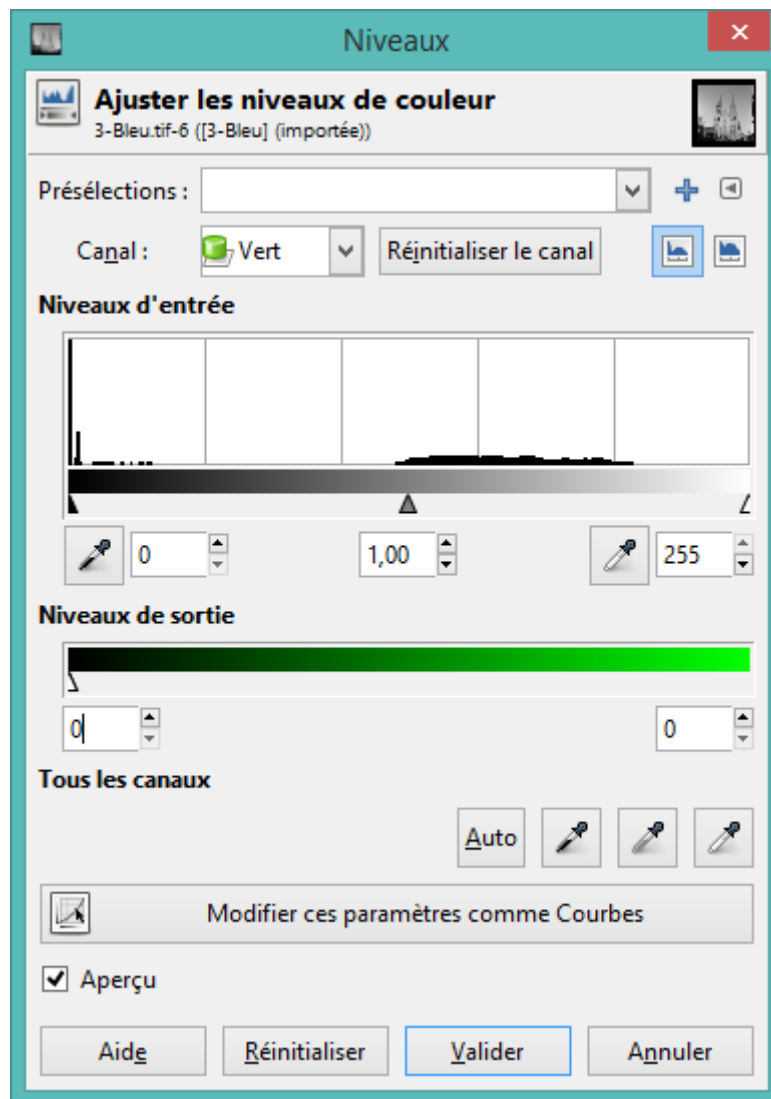 Niveaux
Ajuster les niveaux de couleur
3-Bleu.tif-6 ([3-Bleu] (importée))
Présélections :
Canal : Vert Réinitialiser le canal
Niveaux d'entrée
0 1,00 255
Niveaux de sortie
0 0
Tous les canaux
Auto
Modifier ces paramètres comme Courbes
Aperçu
Aide Réinitialiser Valider Annuler